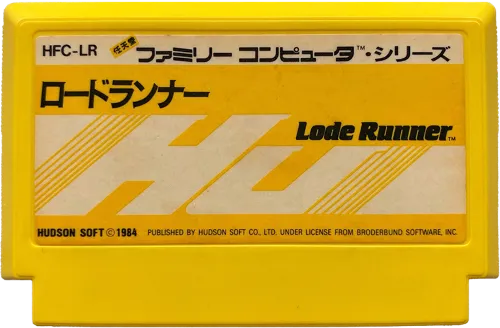 HFC-LR 任天堂 ファミリー コンピュータ™・シリーズ
ロードランナー
Lode Runner™
HUDSON SOFT © 1984 PUBLISHED BY HUDSON SOFT CO., LTD. UNDER LICENSE FROM BRODERBUND SOFTWARE, INC.